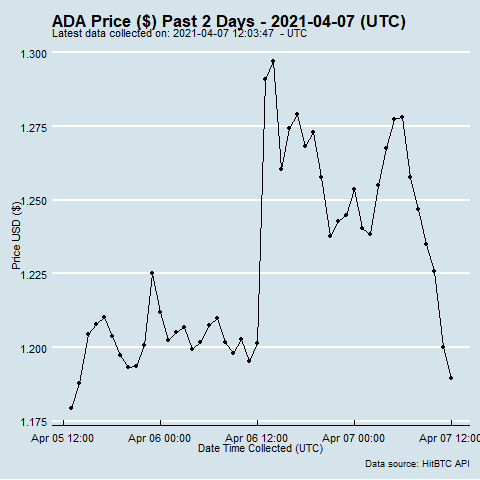 ADA Price ($) Past 2 Days - 2021-04-07 (UTC)
Latest data collected on: 2021-04-07 12:03:47 - UTC
1.300
1.275
1.250
1.225
1.200
1.175
Price USD ($)
Apr 05 12:00 Apr 06 00:00 Apr 06 12:00 Apr 07 00:00 Apr 07 12:00
Date Time Collected (UTC)
Data source: HitBTC API